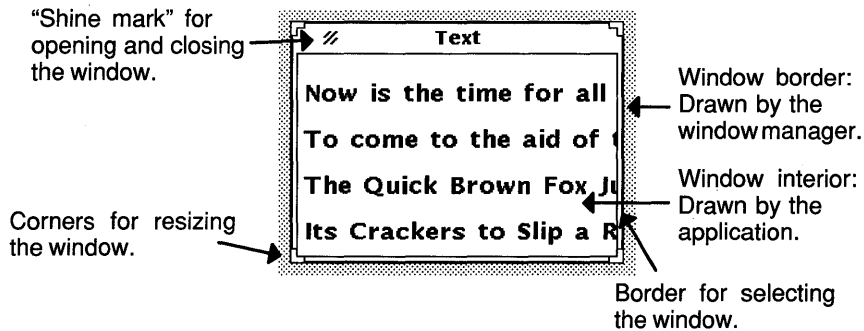 “Shine mark” for
opening and closing
the window.
Text
Now is the time for all
To come to the aid of t
The Quick Brown Fox Ju
Its Crackers to Slip a R
Window border:
Drawn by the
window manager.
Window interior:
Drawn by the
application.
Corners for resizing
the window.
Border for selecting
the window.